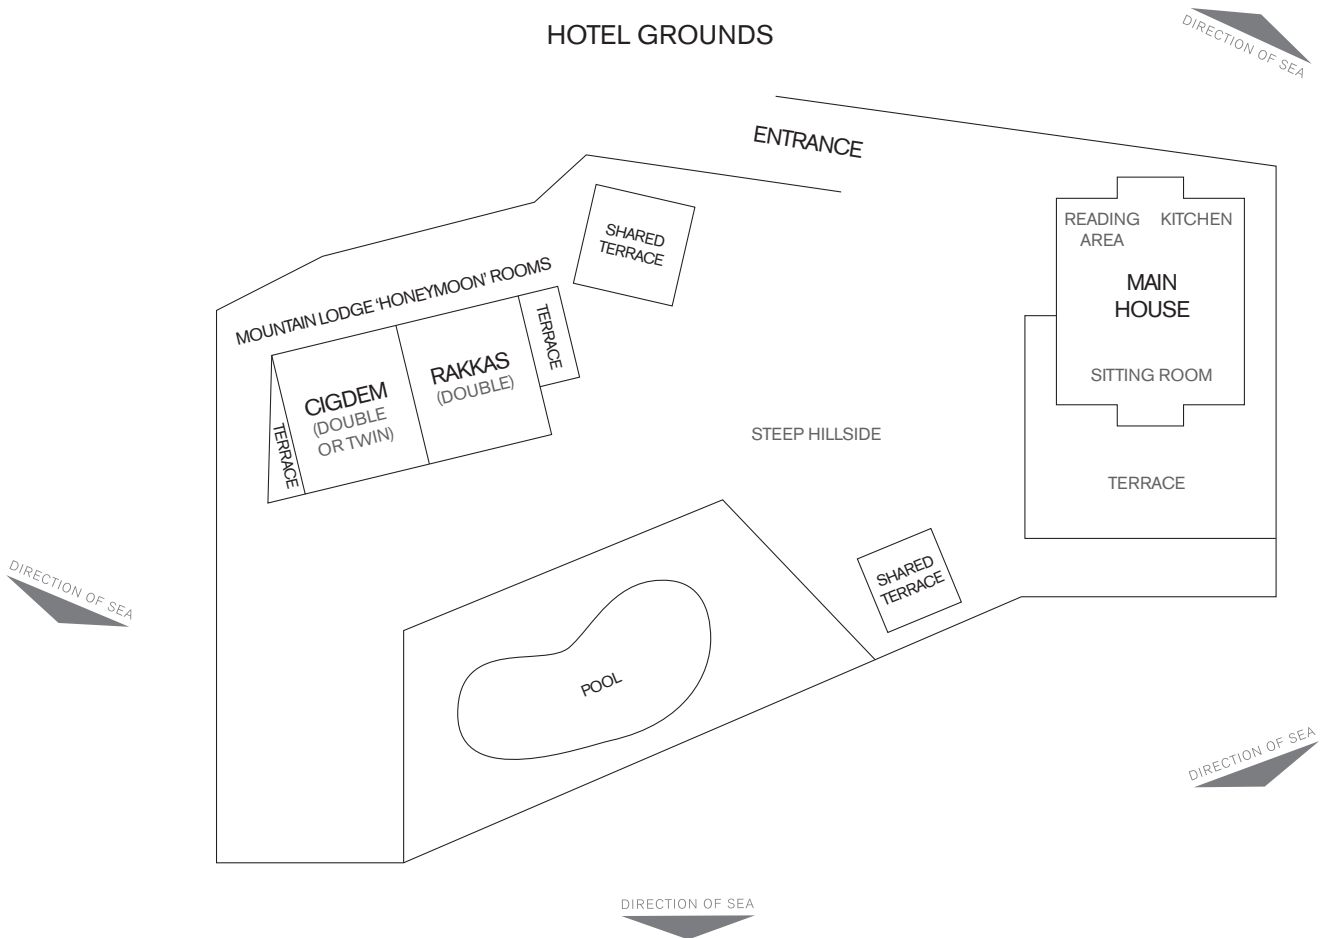 HOTEL GROUNDS
DIRECTION OF SEA
ENTRANCE
SHARED
TERRACE
READING
AREA
KITCHEN
MAIN
HOUSE
SITTING ROOM
TERRACE
MOUNTAIN LODGE ‘HONEYMOON’ ROOMS
TERRACE
CIGDEM
(DOUBLE
OR TWIN)
RAKKAS
(DOUBLE)
TERRACE
STEEP HILLSIDE
SHARED
TERRACE
DIRECTION OF SEA
POOL
DIRECTION OF SEA
DIRECTION OF SEA